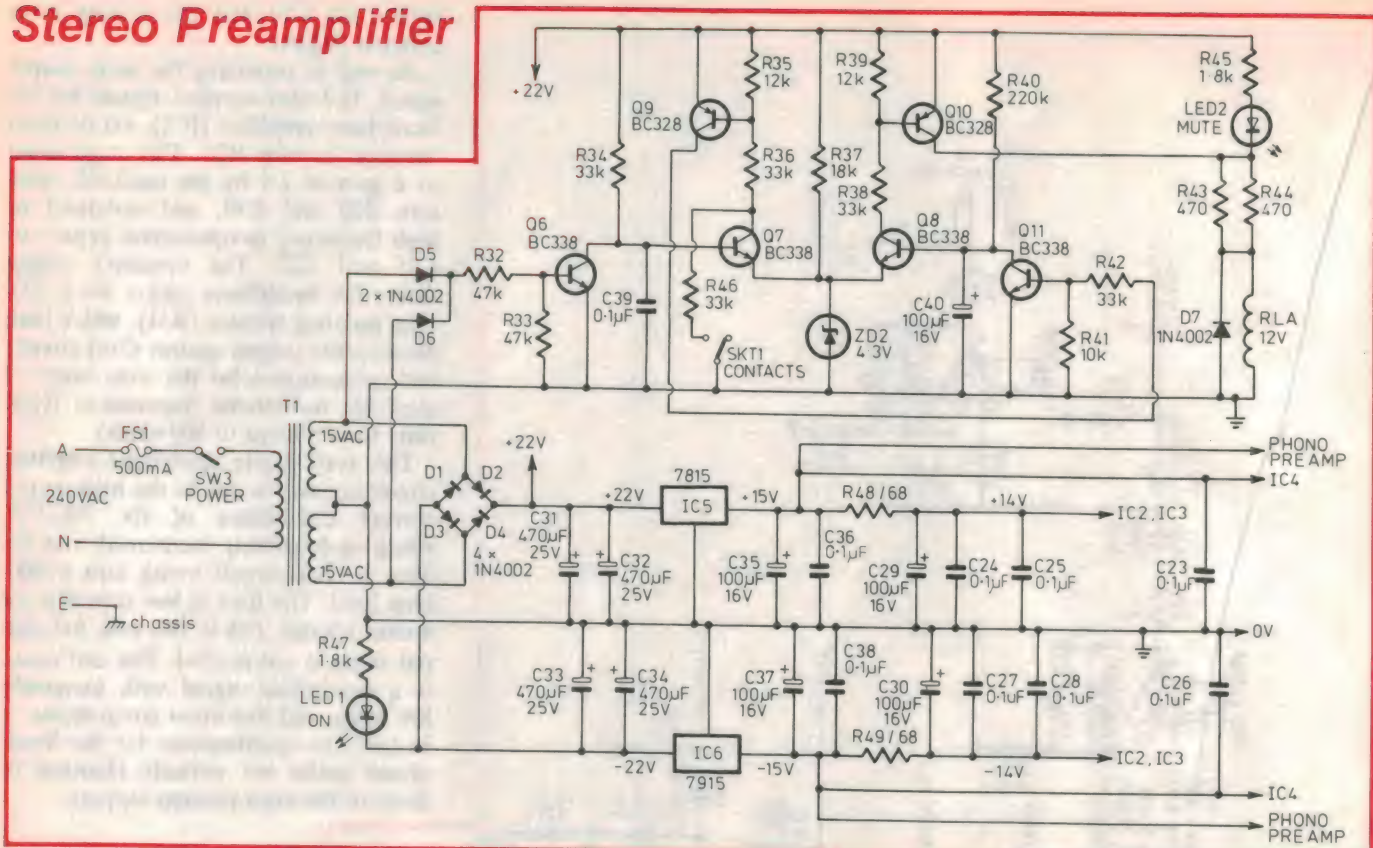 Stereo Preamplifier
+22V
R34
33k
Q9
BC328
R35
12k
R36
33k
R37
18k
R39
12k
R38
33k
Q10
BC328
R40
220k
R45
1·8k
LED2
MUTE
R43
470
R44
470
D5
2 x 1N4002
D6
R32
47k
R33
47k
Q6
BC338
C39
0·1µF
R46
33k
Q7
BC338
SKT1
CONTACTS
Q8
BC338
ZD2
4·3V
C40
100µF
16V
+
Q11
BC338
R42
33k
R41
10k
D7
1N4002
RLA
12V
A
FS1
500mA
240VAC
SW3
POWER
N
E
chassis
T1
15VAC
15VAC
D1
D2
D3
D4
4 x
1N4002
+22V
C31
470µF
25V
+
C32
470µF
25V
+
+22V
7815
IC5
+15V
C35
100µF
16V
+
C36
0·1µF
R48/68
C29
100µF
16V
+
+14V
C24
0·1µF
C25
0·1µF
C23
0·1µF
PHONO
PREAMP
IC4
IC2, IC3
0V
R47
1·8k
LED1
ON
C33
470µF
25V
+
C34
470µF
25V
+
-22V
IC6
7915
-15V
C37
100µF
16V
+
C38
0·1µF
R49/68
C30
100µF
16V
+
-14V
C27
0·1µF
C28
0·1µF
C26
0·1µF
IC2, IC3
IC4
PHONO
PREAMP